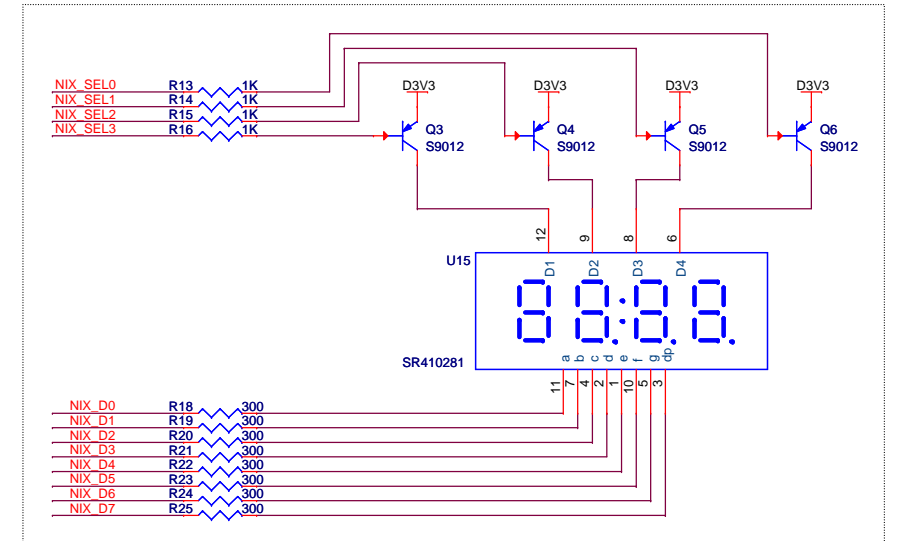 NIX_SEL0 R13 1K
NIX_SEL1 R14 1K
NIX_SEL2 R15 1K
NIX_SEL3 R16 1K
D3V3 D3V3 D3V3 D3V3
Q3 Q4 Q5 Q6
S9012 S9012 S9012 S9012
12 9 8 6
U15
D1 D2 D3 D4
SR410281
a b c d e f g dp
11 7 4 2 1 10 5 3
NIX_D0 R18 300
NIX_D1 R19 300
NIX_D2 R20 300
NIX_D3 R21 300
NIX_D4 R22 300
NIX_D5 R23 300
NIX_D6 R24 300
NIX_D7 R25 300